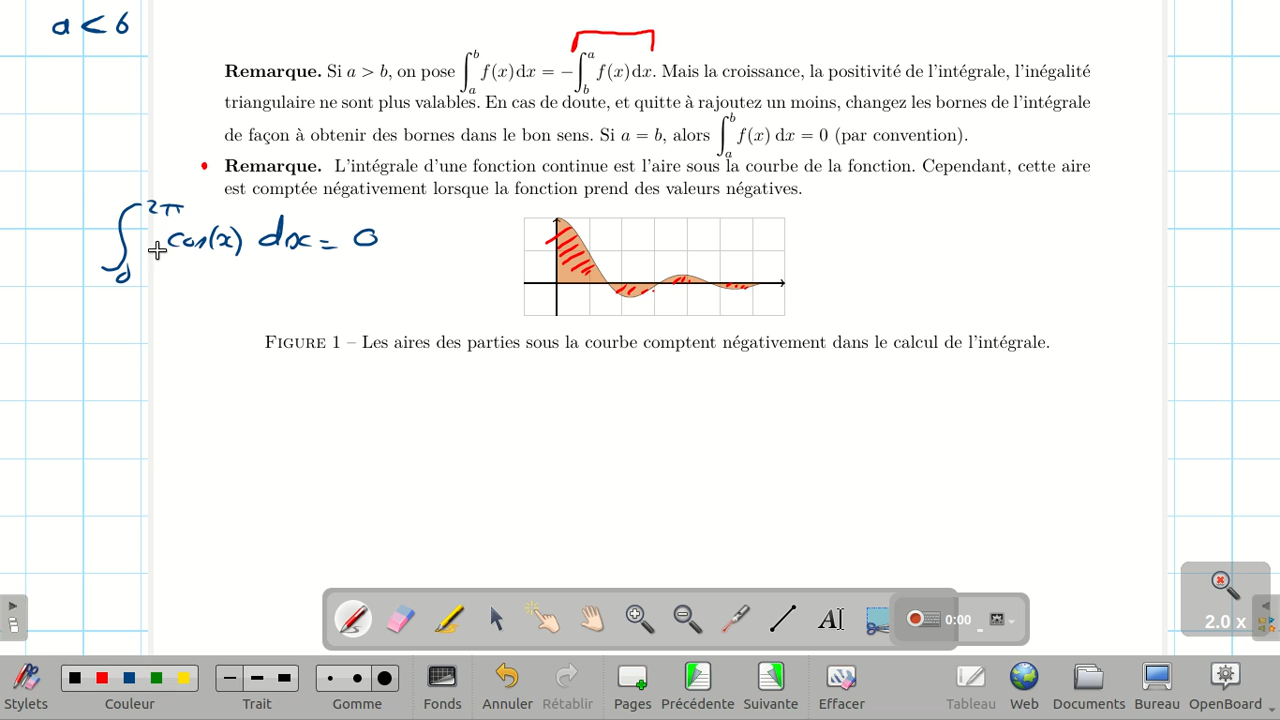 a < b
Remarque. Si a > b, on pose ∫_a^b f(x)dx = −∫_b^a f(x)dx. Mais la croissance, la positivité de l'intégrale, l'inégalité
triangulaire ne sont plus valables. En cas de doute, et quitte à rajoutez un moins, changez les bornes de l'intégrale
de façon à obtenir des bornes dans le bon sens. Si a = b, alors ∫_a^b f(x) dx = 0 (par convention).
• Remarque. L'intégrale d'une fonction continue est l'aire sous la courbe de la fonction. Cependant, cette aire
est comptée négativement lorsque la fonction prend des valeurs négatives.
∫_0^2π cos(x) dx = 0
Figure 1 – Les aires des parties sous la courbe comptent négativement dans le calcul de l'intégrale.
2.0 x
0:00
Stylets Couleur Trait Gomme Fonds Annuler Rétablir Pages Précédente Suivante Effacer Tableau Web Documents Bureau OpenBoard